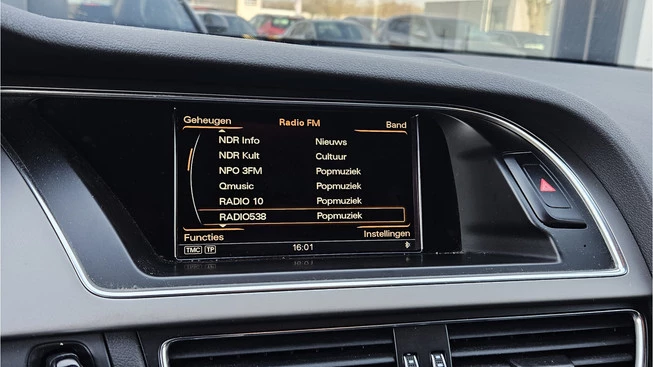 Geheugen Radio FM Band
NDR Info Nieuws
NDR Kult Cultuur
NPO 3FM Popmuziek
Qmusic Popmuziek
RADIO 10 Popmuziek
RADIO538 Popmuziek
Functies Instellingen
TMC TP 16:01